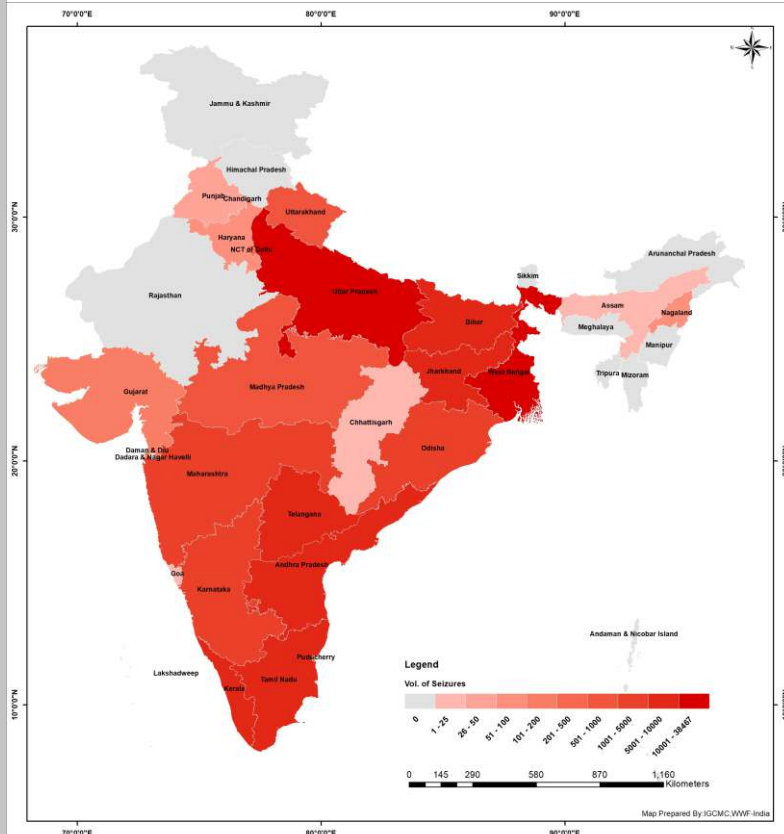 70°0'0"E 80°0'0"E 90°0'0"E
Jammu & Kashmir
Himachal Pradesh
Punjab
Chandigarh
30°0'0"N
Uttarakhand
Haryana
NCT of Delhi
Arunanchal Pradesh
Sikkim
Rajasthan
Uttar Pradesh
Assam
Nagaland
Bihar
Meghalaya
Manipur
Jharkhand
West Bengal
Tripura
Mizoram
Gujarat
Madhya Pradesh
Chhattisgarh
Daman & Diu
Dadara & Nagar Havelli
Odisha
20°0'0"N
Maharashtra
Telangana
Andhra Pradesh
Goa
Karnataka
Andaman & Nicobar Island
Puducherry
Lakshadweep
Tamil Nadu
Kerala
10°0'0"N
Legend
Vol. of Seizures
0
1 - 25
26 - 50
51 - 100
101 - 200
201 - 500
501 - 1000
1001 - 5000
5001 - 10000
10001 - 38467
0 145 290 580 870 1,160
Kilometers
Map Prepared By:IGCMC,WWF-India
70°0'0"E 80°0'0"E 90°0'0"E